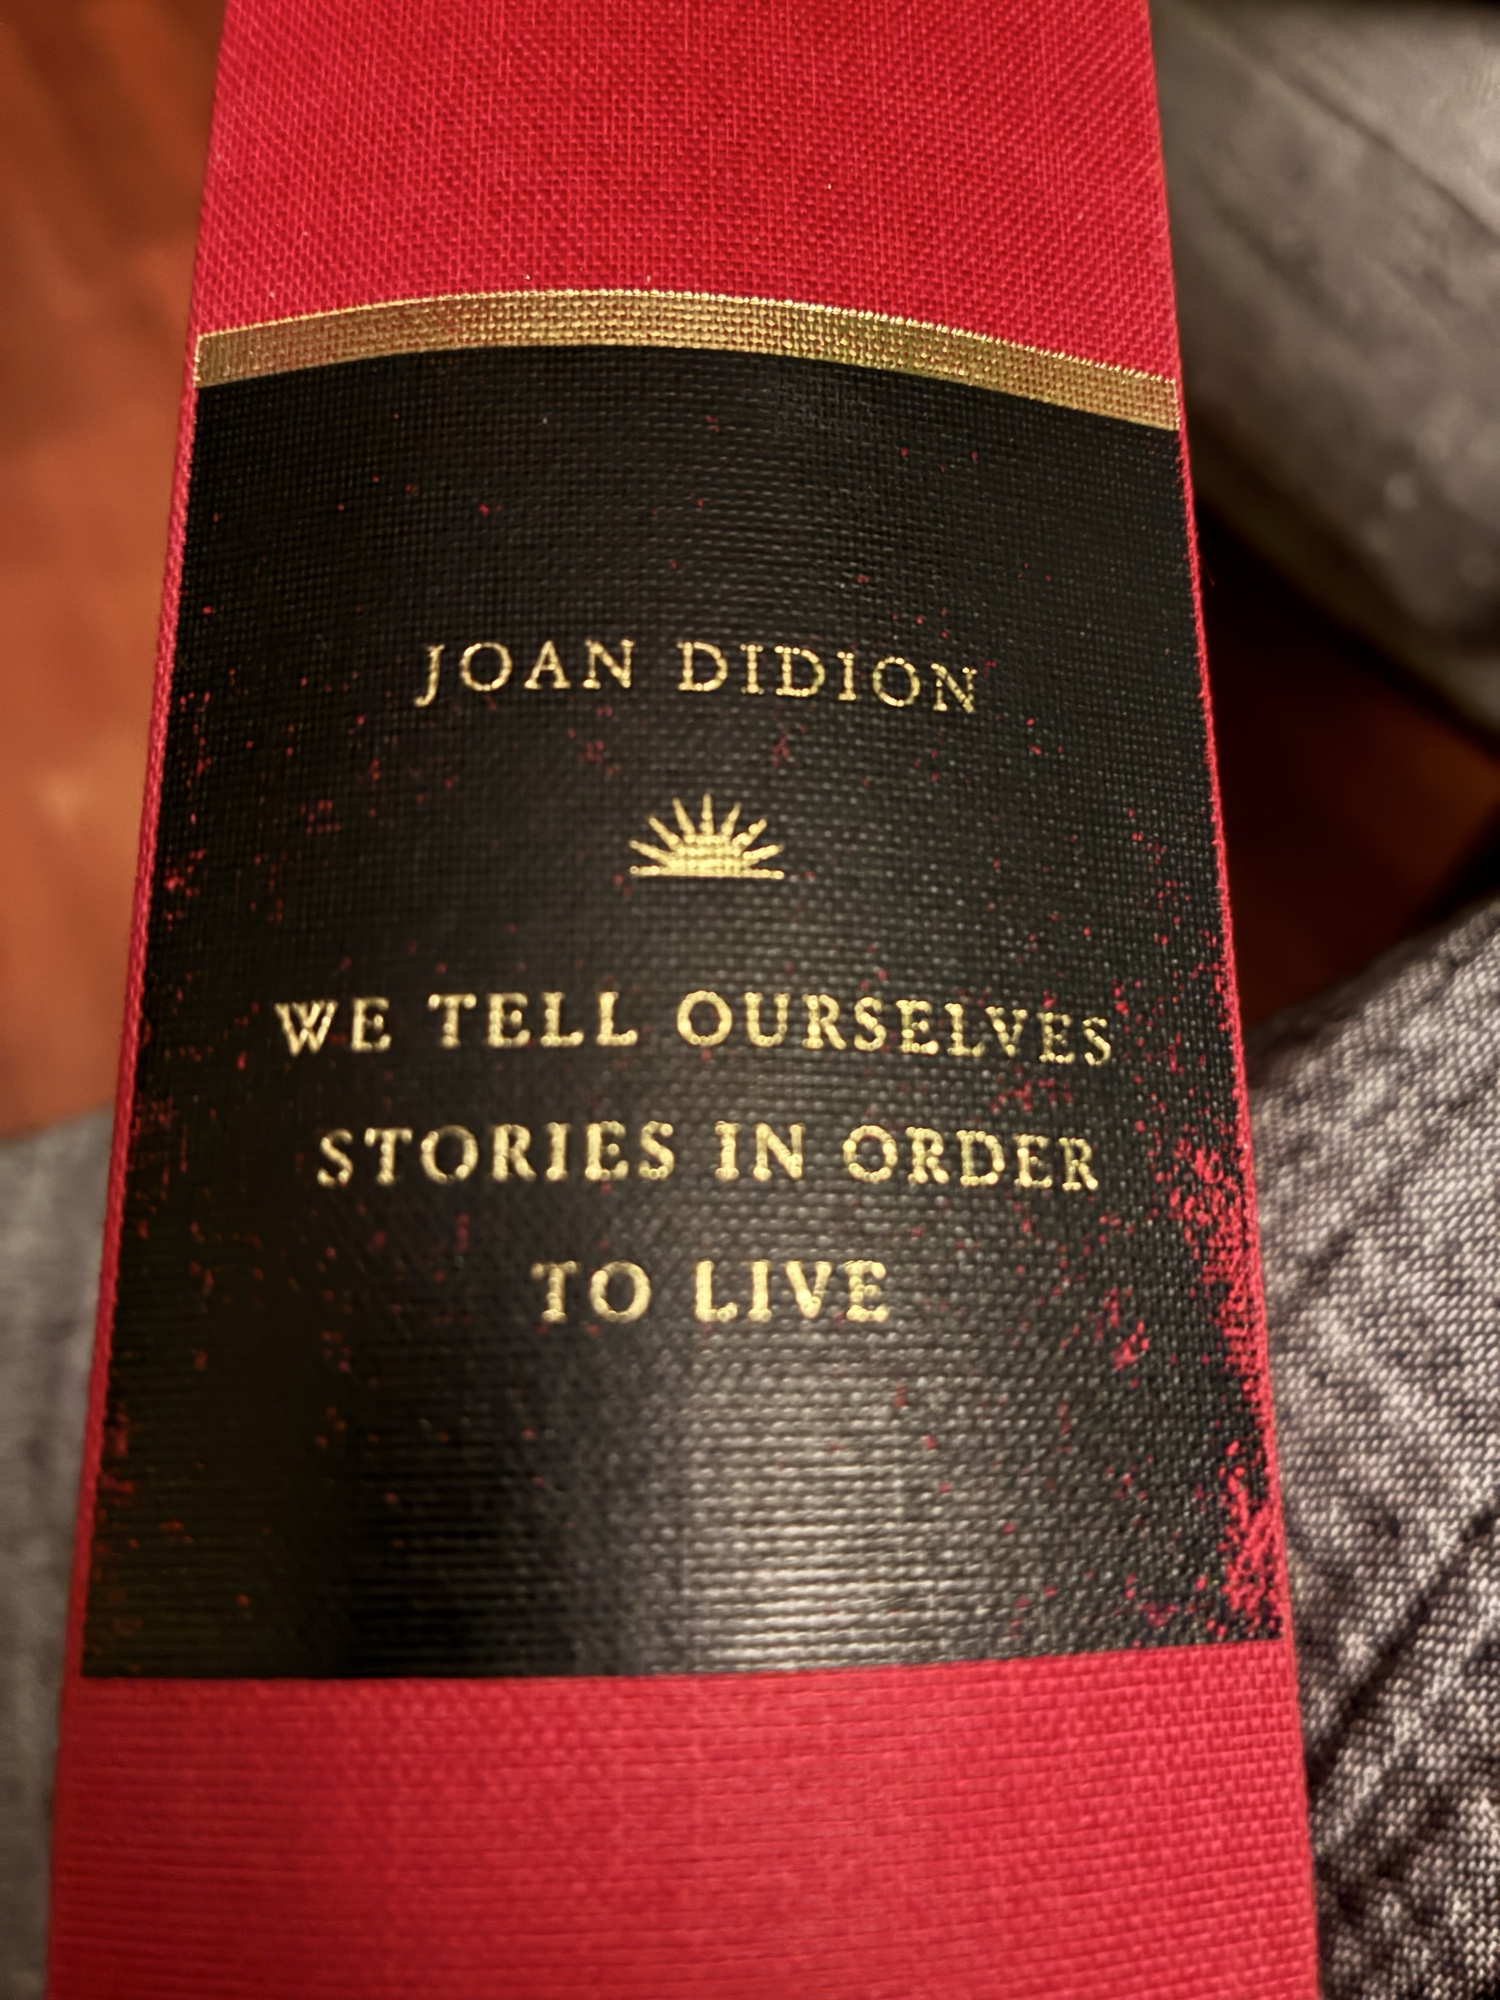 JOAN DIDION
WE TELL OURSELVES
STORIES IN ORDER
TO LIVE